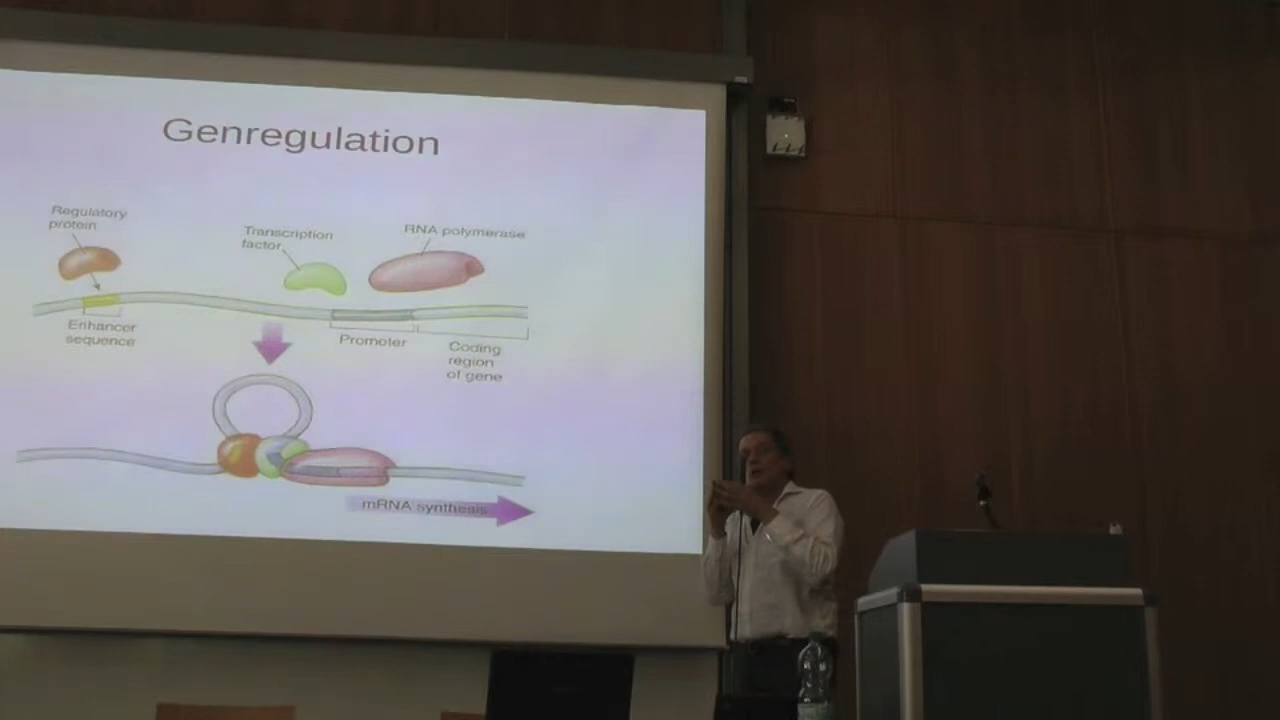 Genregulation
Regulatory
protein
Transcription
factor
RNA polymerase
Enhancer
sequence
Promoter
Coding
region
of gene
mRNA synthesis